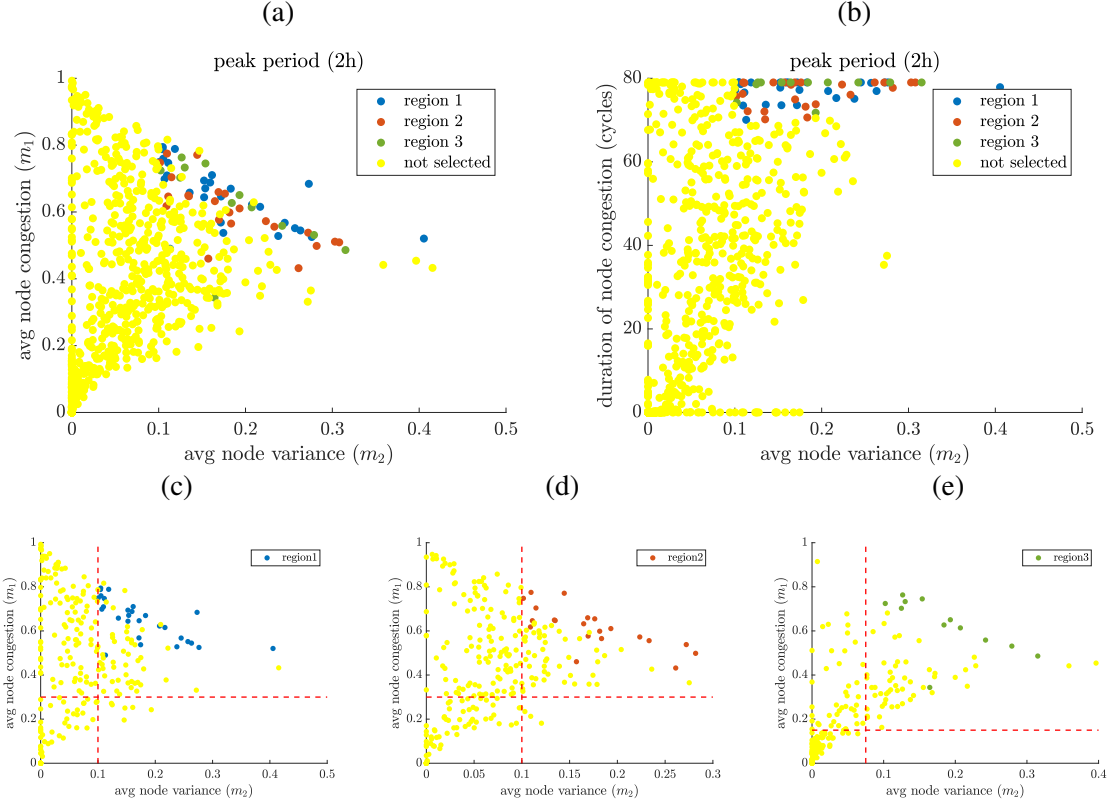 (a)
peak period (2h)
1
0.8
0.6
0.4
0.2
0
0
0.1
0.2
0.3
0.4
0.5
avg node congestion (m₁)
avg node variance (m₂)
region 1
region 2
region 3
not selected
(b)
peak period (2h)
80
60
40
20
0
0
0.1
0.2
0.3
0.4
0.5
duration of node congestion (cycles)
avg node variance (m₂)
region 1
region 2
region 3
not selected
(c)
1
0.8
0.6
0.4
0.2
0
0
0.1
0.2
0.3
0.4
0.5
avg node congestion (m₁)
avg node variance (m₂)
region1
(d)
1
0.8
0.6
0.4
0.2
0
0
0.05
0.1
0.15
0.2
0.25
0.3
avg node congestion (m₁)
avg node variance (m₂)
region2
(e)
1
0.8
0.6
0.4
0.2
0
0
0.1
0.2
0.3
0.4
avg node congestion (m₁)
avg node variance (m₂)
region3